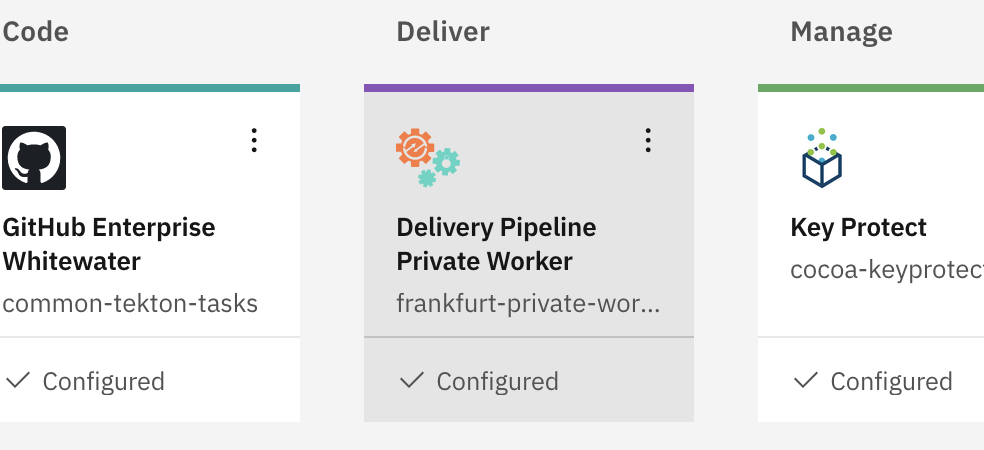 Code
Deliver
Manage
GitHub Enterprise
Whitewater
common-tekton-tasks
Configured
Delivery Pipeline
Private Worker
frankfurt-private-wor...
Configured
Key Protect
cocoa-keyprotec
Configured